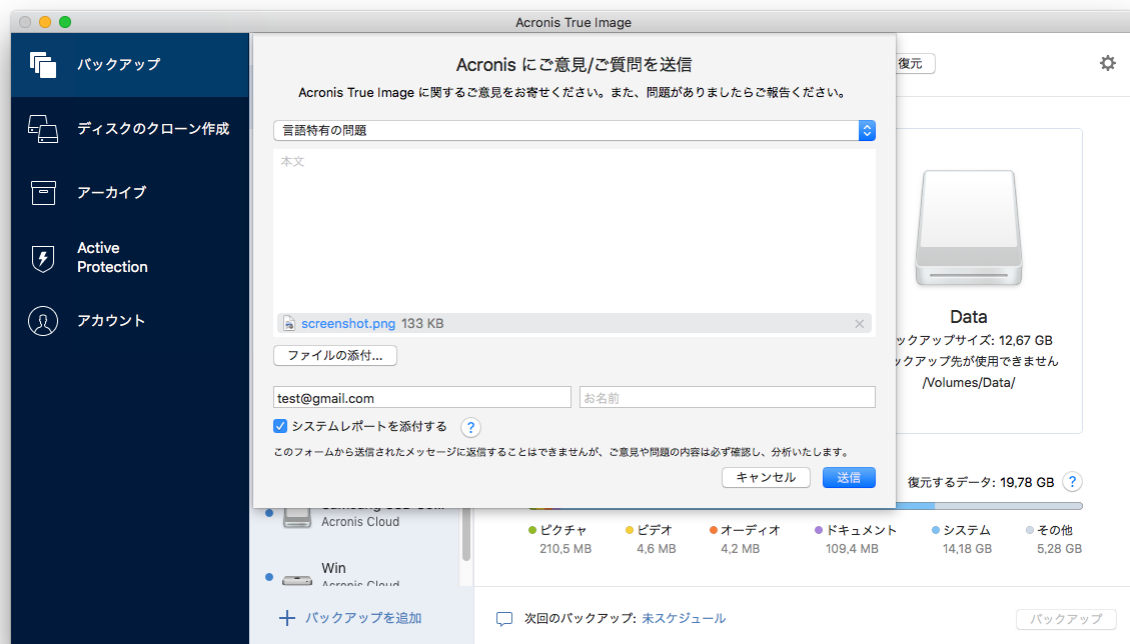 Acronis True Image
バックアップ
ディスクのクローン作成
アーカイブ
Active
Protection
アカウント
Acronis にご意見/ご質問を送信
Acronis True Image に関するご意見をお寄せください。また、問題がありましたらご報告ください。
言語特有の問題
本文
screenshot.png 133 KB
ファイルの添付...
test@gmail.com
お名前
システムレポートを添付する ?
このフォームから送信されたメッセージに返信することはできませんが、ご意見や問題の内容は必ず確認し、分析いたします。
キャンセル
送信
復元
Data
ックアップサイズ: 12,67 GB
ックアップ先が使用できません
/Volumes/Data/
復元するデータ: 19,78 GB ?
Acronis Cloud
Win
Acronis Cloud
バックアップを追加
ピクチャ
210,5 MB
ビデオ
4,6 MB
オーディオ
4,2 MB
ドキュメント
109,4 MB
システム
14,18 GB
その他
5,28 GB
次回のバックアップ: 未スケジュール
バックアップ